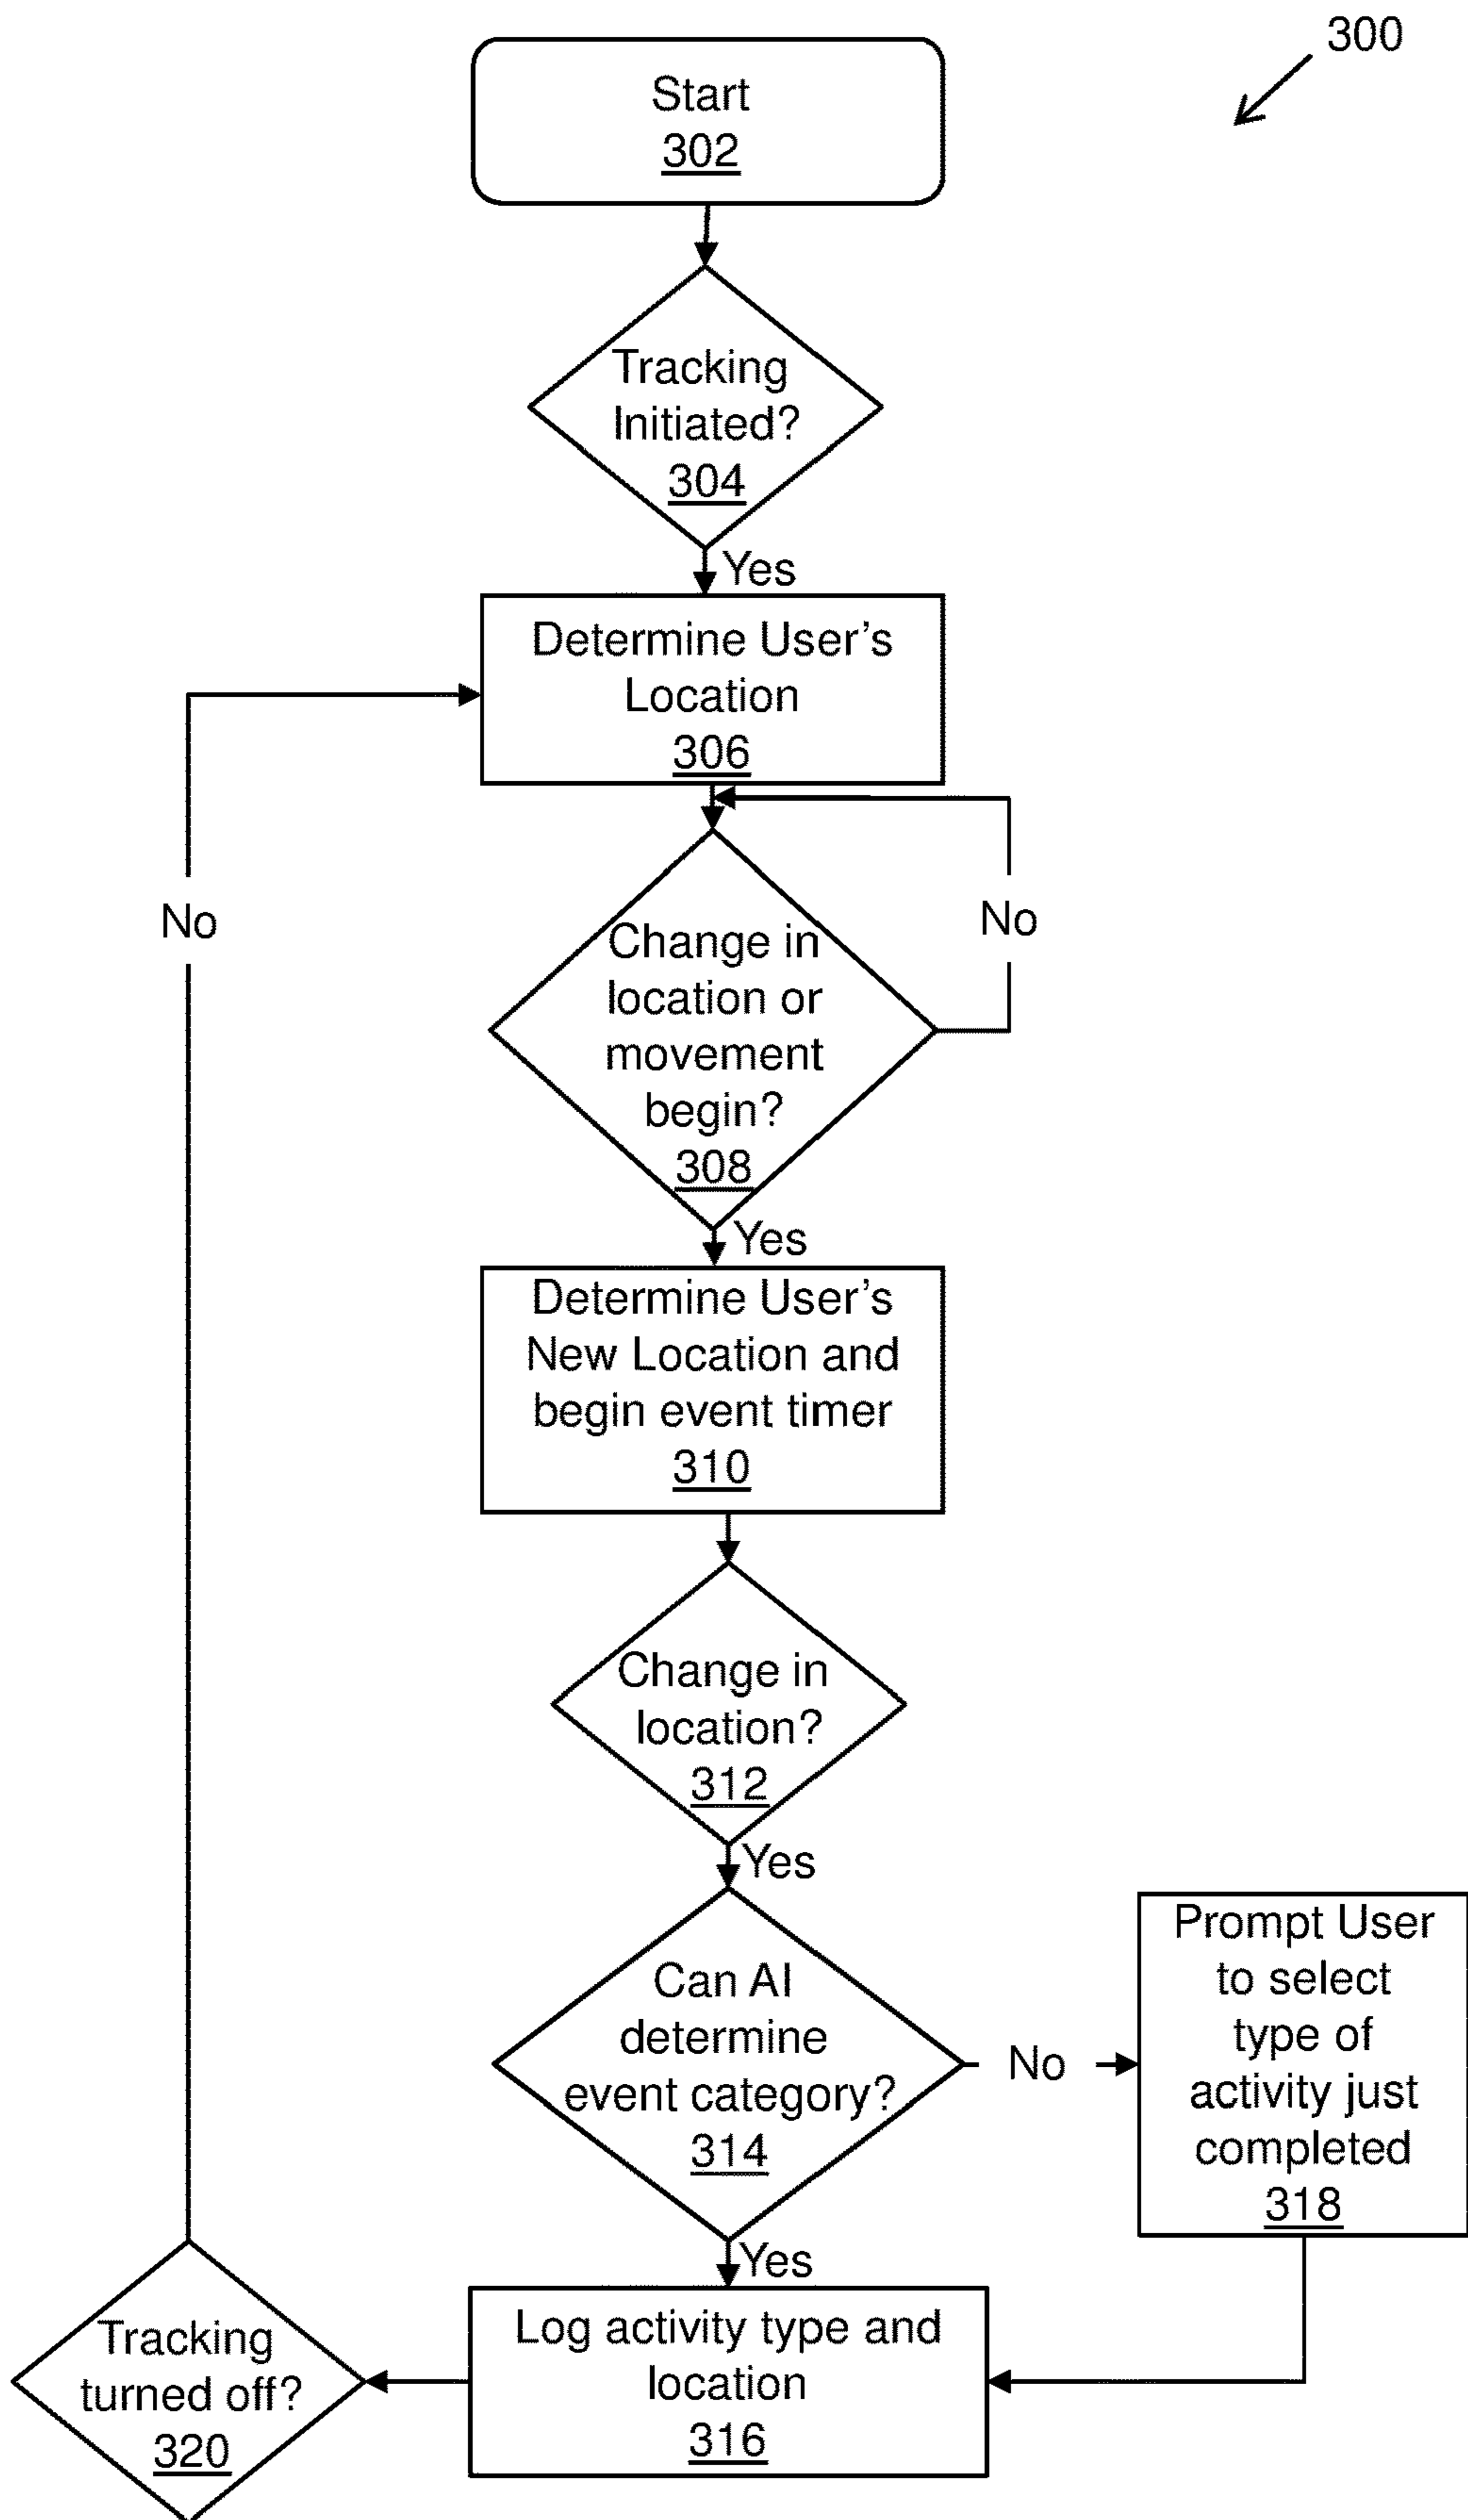 300
Start
302
Tracking
Initiated?
304
Yes
Determine User's
Location
306
No
No
Change in
location or
movement
begin?
308
Yes
Determine User's
New Location and
begin event timer
310
Change in
location?
312
Yes
Can AI
determine
event category?
314
No
Prompt User
to select
type of
activity just
completed
318
Yes
Log activity type and
location
316
Tracking
turned off?
320